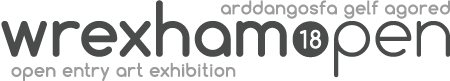 arddangosfa gelf agored
wrexham18open
open entry art exhibition